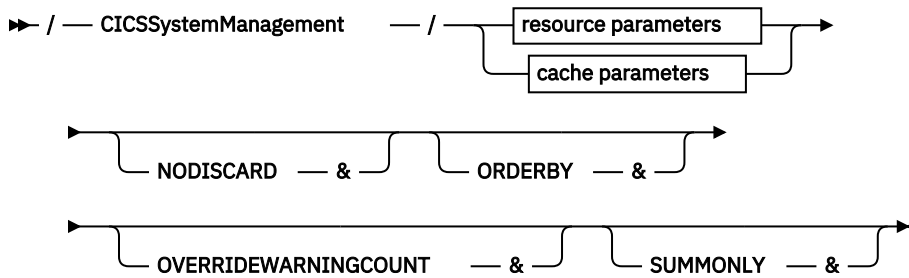 / CICSSystemManagement / resource parameters
cache parameters
NODISCARD & ORDERBY &
OVERRIDEWARNINGCOUNT & SUMMONLY &